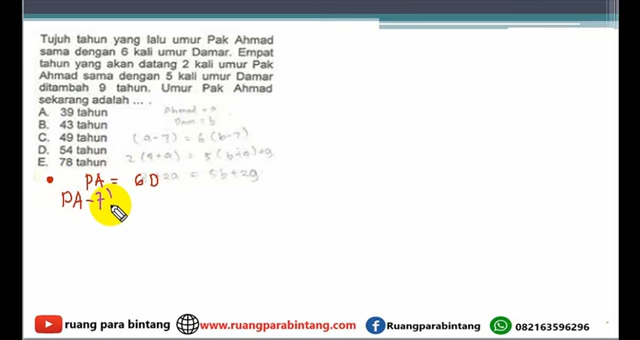 Tujuh tahun yang lalu umur Pak Ahmad
sama dengan 6 kali umur Damar. Empat
tahun yang akan datang 2 kali umur Pak
Ahmad sama dengan 5 kali umur Damar
ditambah 9 tahun. Umur Pak Ahmad
sekarang adalah ... .
A. 39 tahun
B. 43 tahun
C. 49 tahun
D. 54 tahun
E. 78 tahun
Ahmad = a
= b
(a-7) = 6(b-7)
2(4+a) = 5(b+4)+9
+2a = 5b+29
PA = 6D
PA-7
ruang para bintang
www.ruangparabintang.com
Ruangparabintang
082163596296